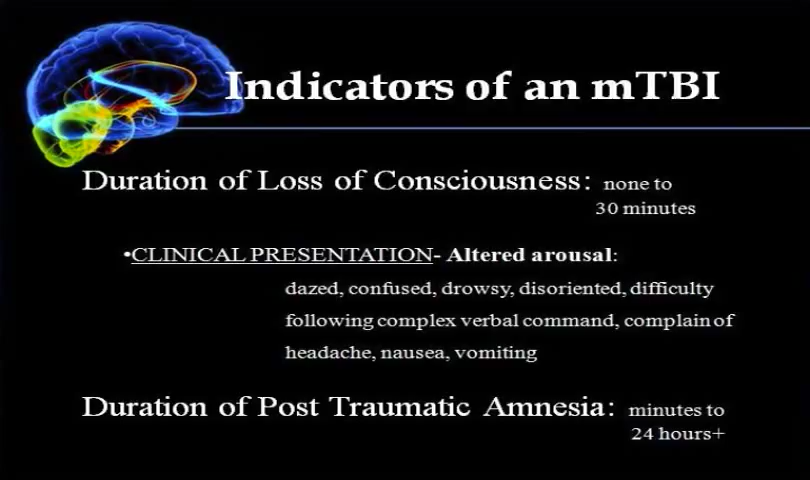 Indicators of an mTBI
Duration of Loss of Consciousness: none to
30 minutes
•CLINICAL PRESENTATION- Altered arousal:
dazed, confused, drowsy, disoriented, difficulty
following complex verbal command, complain of
headache, nausea, vomiting
Duration of Post Traumatic Amnesia: minutes to
24 hours+